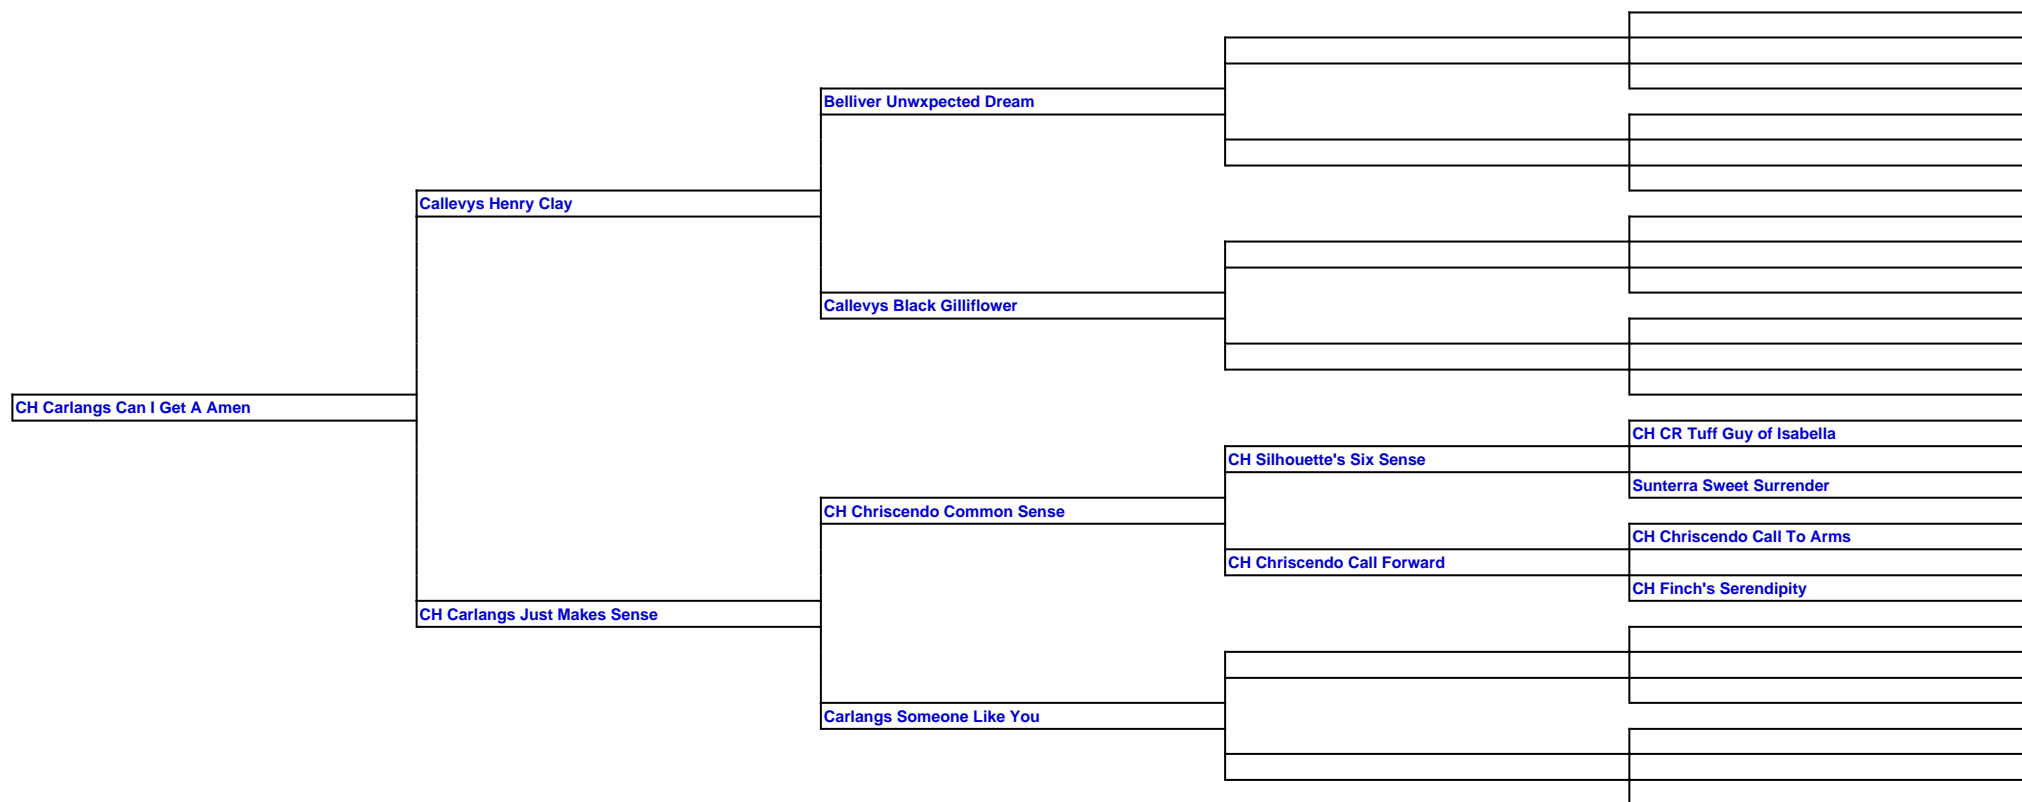 Belliver Unwxpected Dream
Callevys Henry Clay
Callevys Black Gilliflower
CH Carlangs Can I Get A Amen
CH CR Tuff Guy of Isabella
CH Silhouette's Six Sense
Sunterra Sweet Surrender
CH Chriscendo Common Sense
CH Chriscendo Call To Arms
CH Chriscendo Call Forward
CH Finch's Serendipity
CH Carlangs Just Makes Sense
Carlangs Someone Like You